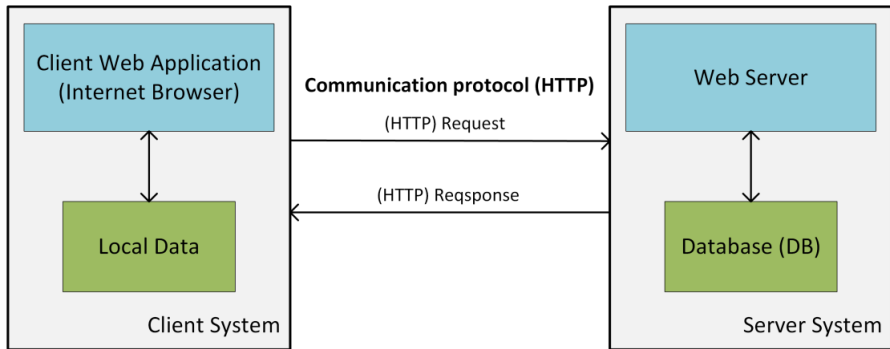 Client Web Application
(Internet Browser)
Local Data
Client System
Communication protocol (HTTP)
(HTTP) Request
(HTTP) Reqsponse
Web Server
Database (DB)
Server System